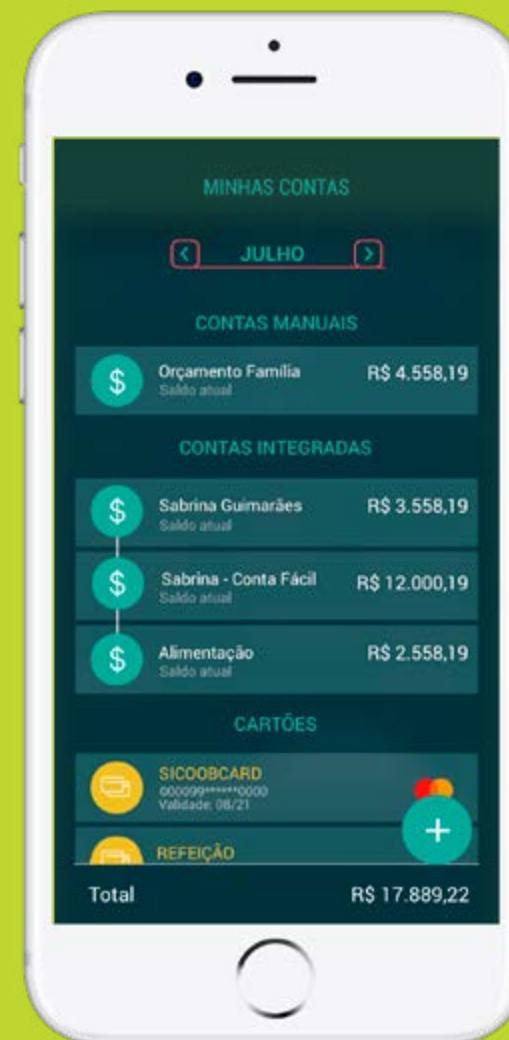 MINHAS CONTAS
< JULHO >
CONTAS MANUAIS
$ Orçamento Família R$ 4.558,19
Saldo atual
CONTAS INTEGRADAS
$ Sabrina Guimarães R$ 3.558,19
Saldo atual
$ Sabrina - Conta Fácil R$ 12.000,19
Saldo atual
$ Alimentação R$ 2.558,19
Saldo atual
CARTÕES
SICOOBCARD
000099******0000
Validade: 08/21
+
REFEIÇÃO
Total R$ 17.889,22